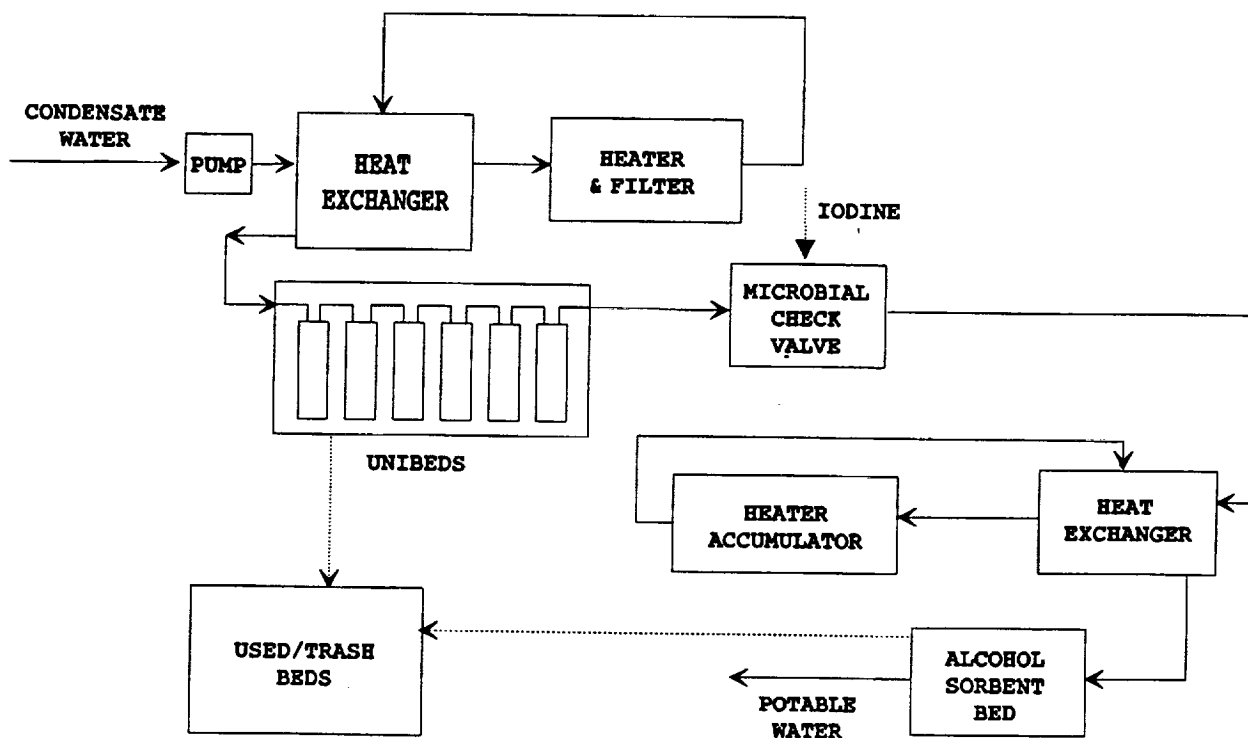 CONDENSATE
WATER
PUMP
HEAT
EXCHANGER
HEATER
& FILTER
IODINE
MICROBIAL
CHECK
VALVE
UNIBEDS
HEATER
ACCUMULATOR
HEAT
EXCHANGER
USED/TRASH
BEDS
ALCOHOL
SORBENT
BED
POTABLE
WATER